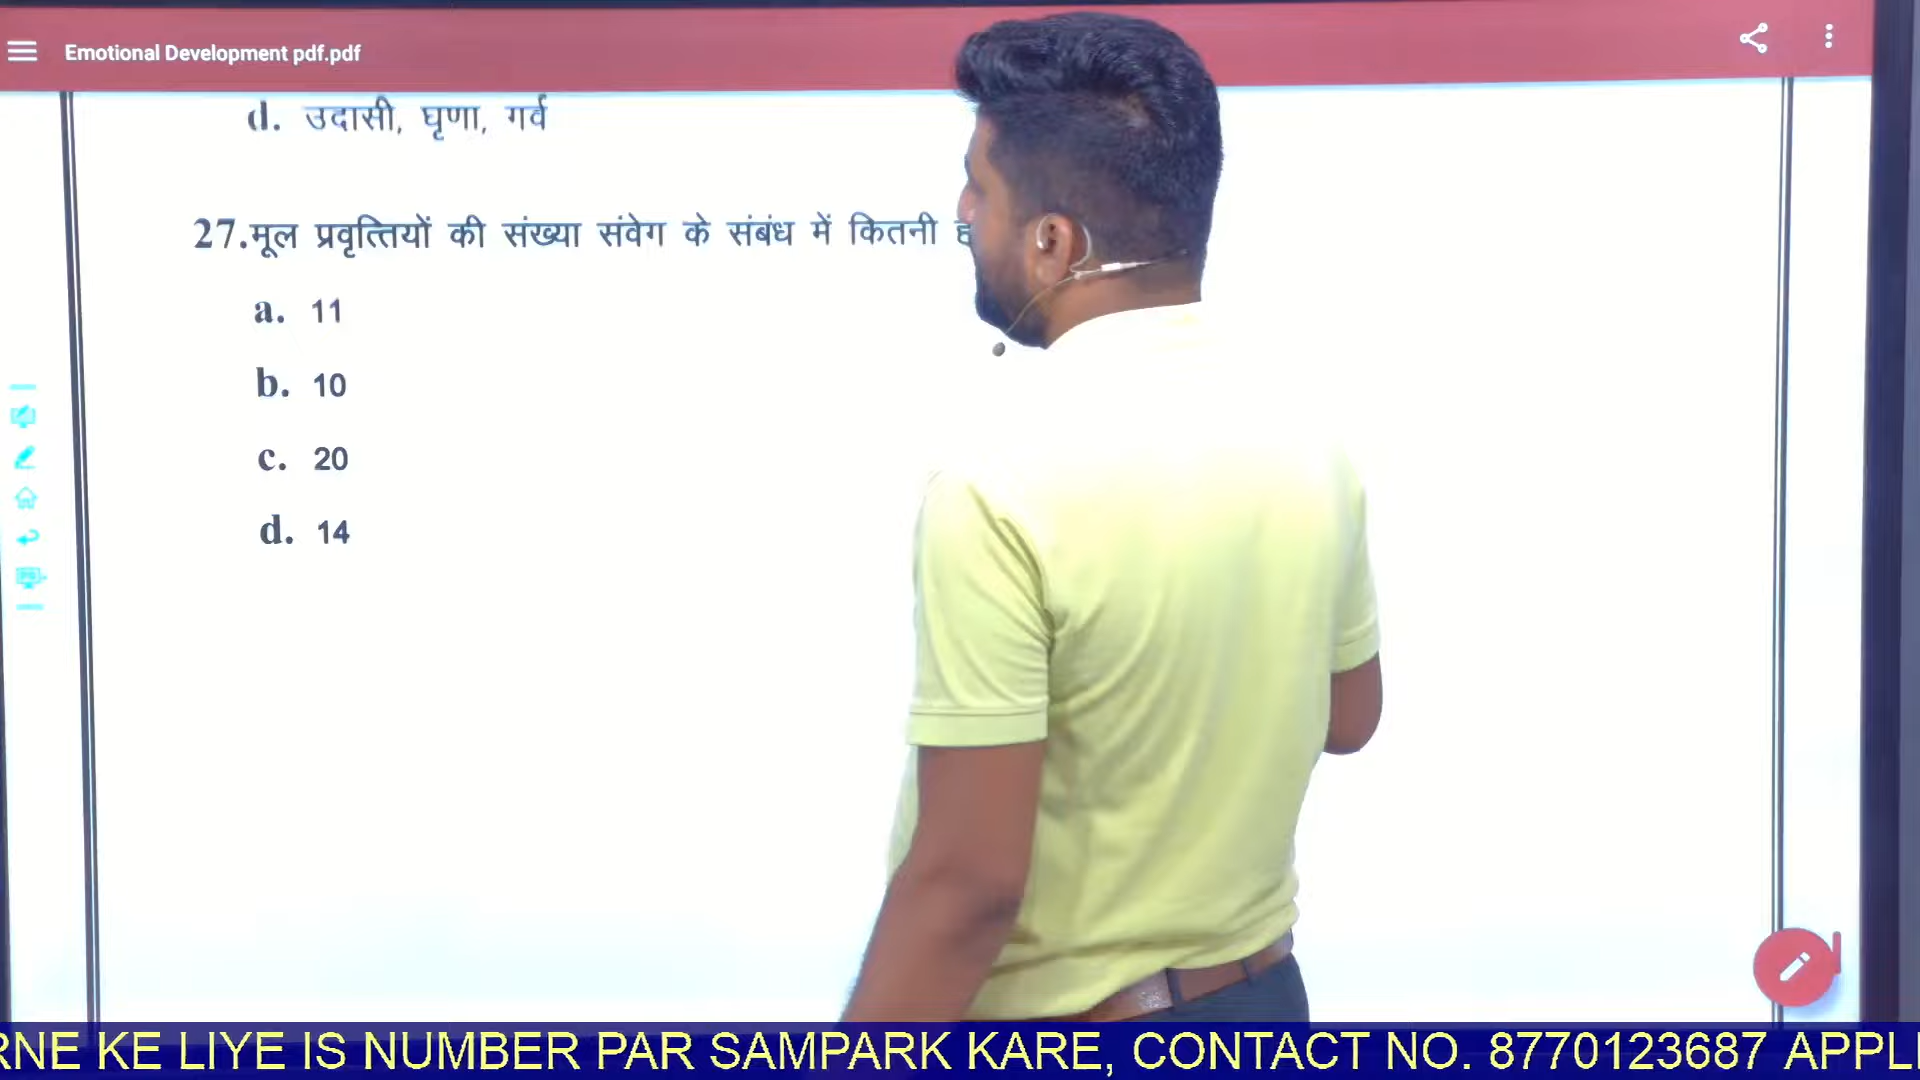 Emotional Development pdf.pdf
d. उदासी, घृणा, गर्व
27.मूल प्रवृत्तियों की संख्या संवेग के संबंध में कितनी
a. 11
b. 10
c. 20
d. 14
RNE KE LIYE IS NUMBER PAR SAMPARK KARE, CONTACT NO. 8770123687 APPLI